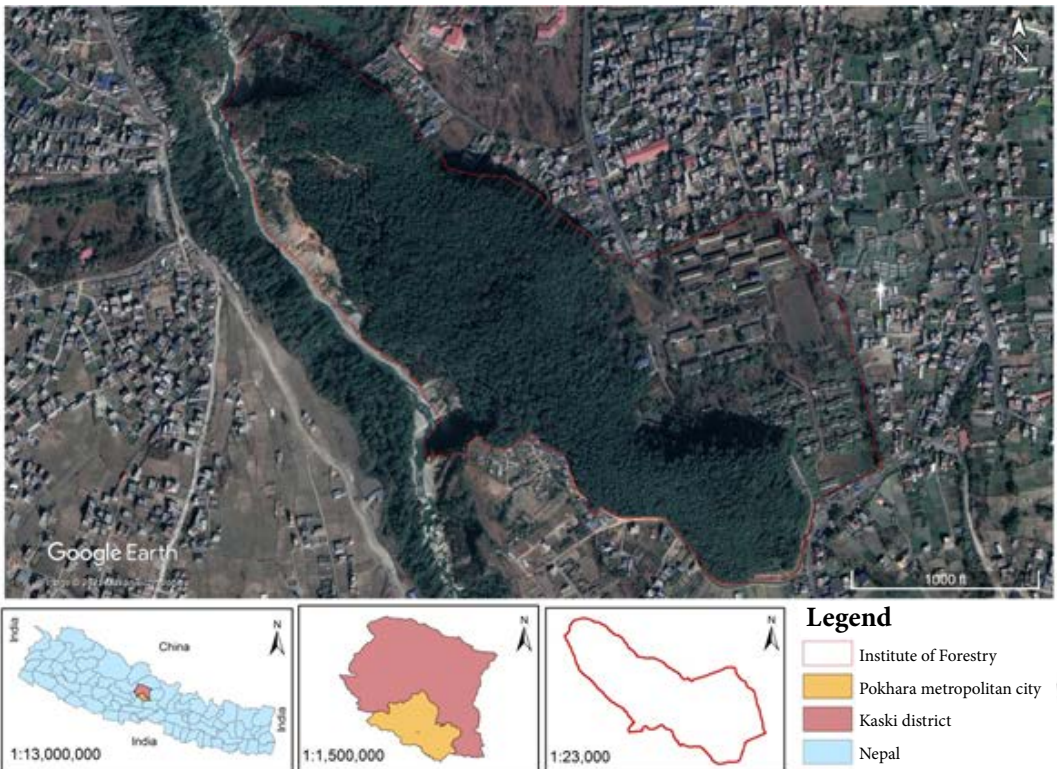 N
Google Earth
1000 ft
India
China
India
India
N
1:13,000,000
N
1:1,500,000
N
1:23,000
Legend
Institute of Forestry
Pokhara metropolitan city
Kaski district
Nepal